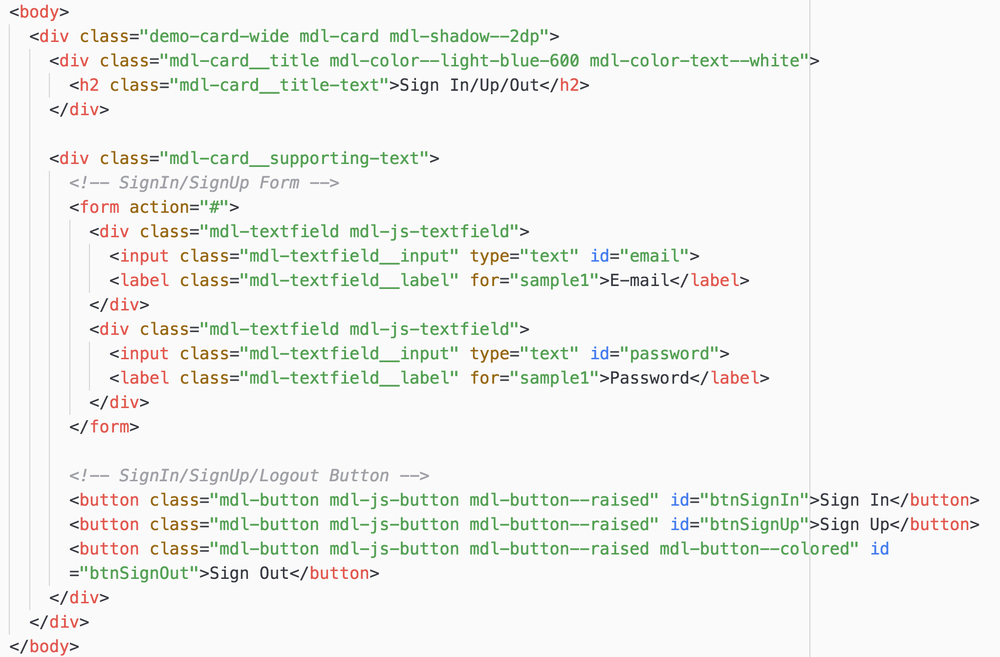 <body>
<div class="demo-card-wide mdl-card mdl-shadow--2dp">
<div class="mdl-card__title mdl-color--light-blue-600 mdl-color-text--white">
<h2 class="mdl-card__title-text">Sign In/Up/Out</h2>
</div>
<div class="mdl-card__supporting-text">
<!-- SignIn/SignUp Form -->
<form action="#">
<div class="mdl-textfield mdl-js-textfield">
<input class="mdl-textfield__input" type="text" id="email">
<label class="mdl-textfield__label" for="sample1">E-mail</label>
</div>
<div class="mdl-textfield mdl-js-textfield">
<input class="mdl-textfield__input" type="text" id="password">
<label class="mdl-textfield__label" for="sample1">Password</label>
</div>
</form>
<!-- SignIn/SignUp/Logout Button -->
<button class="mdl-button mdl-js-button mdl-button--raised" id="btnSignIn">Sign In</button>
<button class="mdl-button mdl-js-button mdl-button--raised" id="btnSignUp">Sign Up</button>
<button class="mdl-button mdl-js-button mdl-button--raised mdl-button--colored" id
="btnSignOut">Sign Out</button>
</div>
</div>
</body>